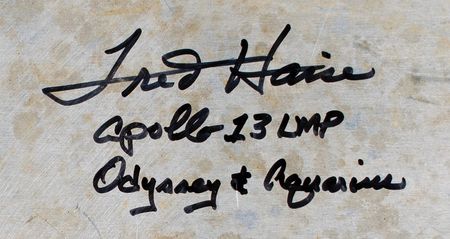 Fred Haise
Apollo 13 LMP
Odyssey & Aquarius